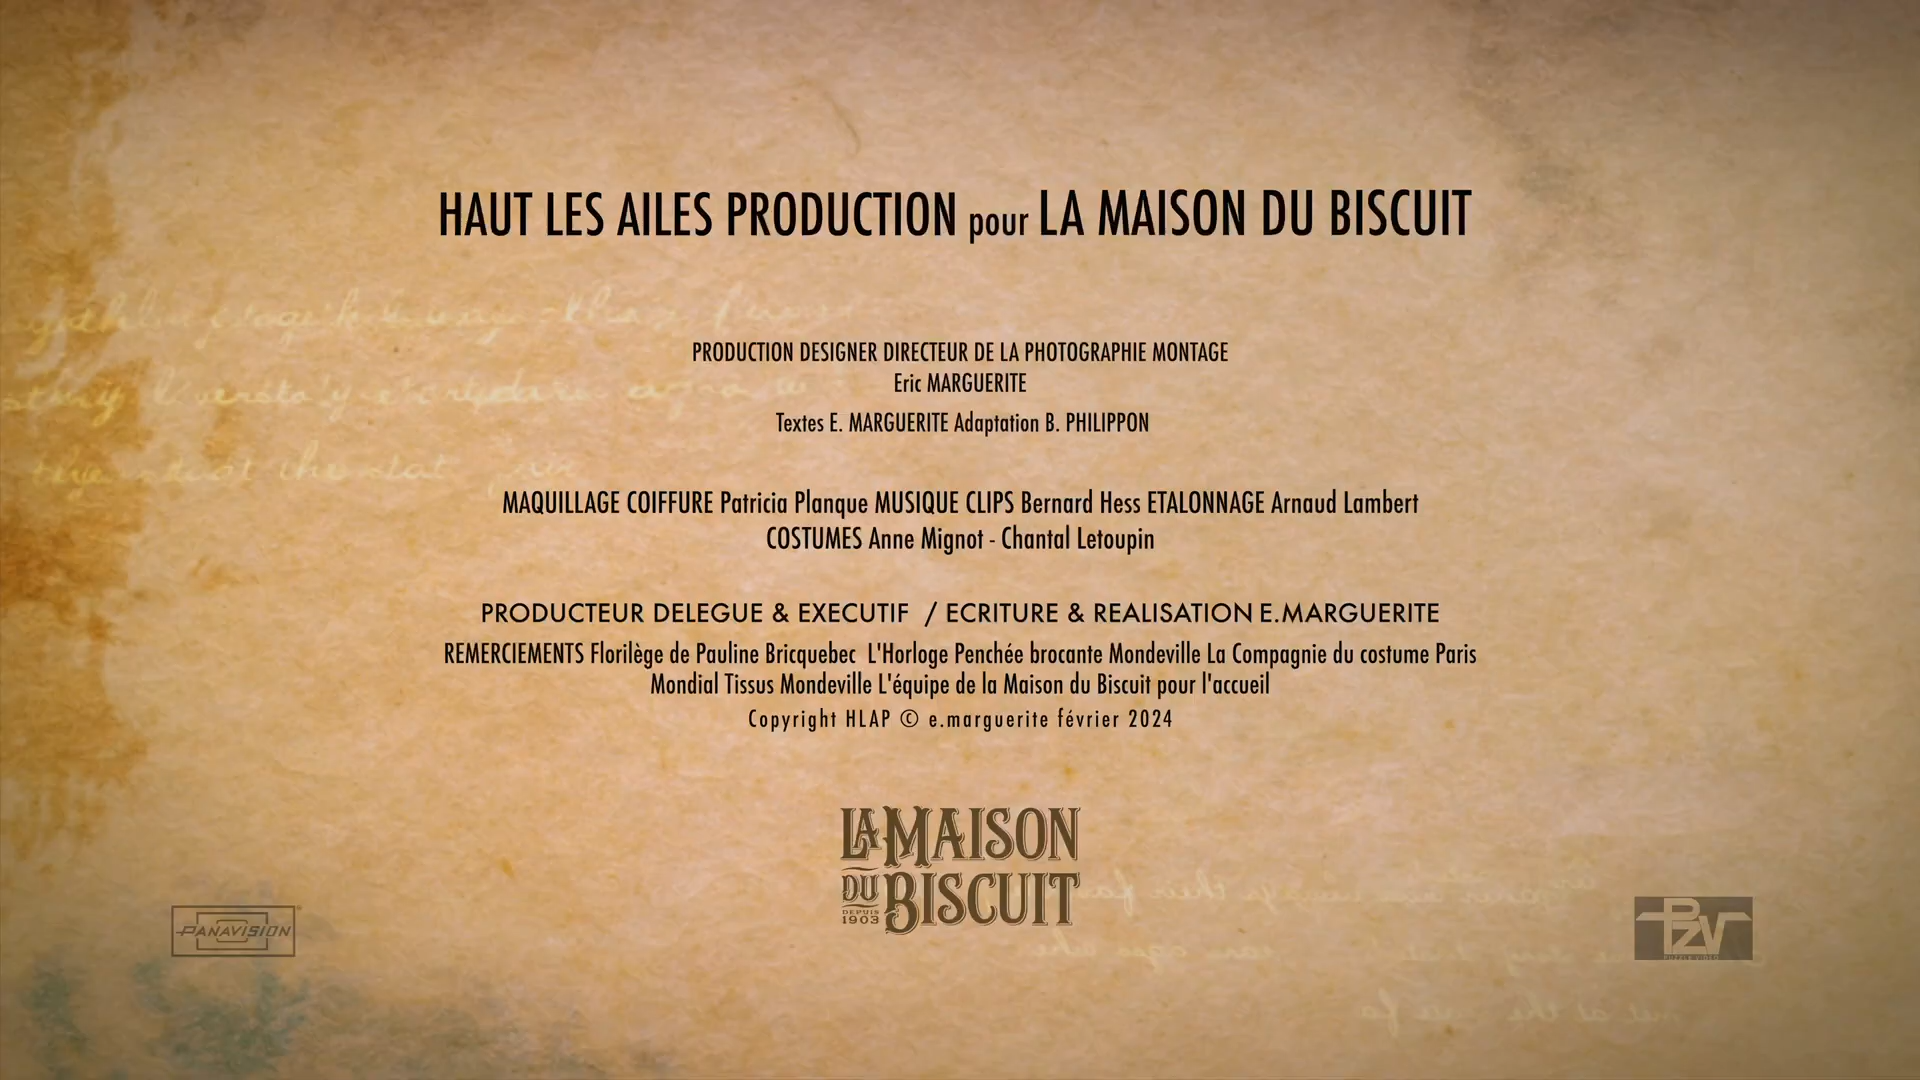 HAUT LES AILES PRODUCTION pour LA MAISON DU BISCUIT
PRODUCTION DESIGNER DIRECTEUR DE LA PHOTOGRAPHIE MONTAGE
Eric MARGUERITE
Textes E. MARGUERITE Adaptation B. PHILIPPON
MAQUILLAGE COIFFURE Patricia Planque MUSIQUE CLIPS Bernard Hess ETALONNAGE Arnaud Lambert
COSTUMES Anne Mignot - Chantal Letoupin
PRODUCTEUR DELEGUE & EXECUTIF / ECRITURE & REALISATION E.MARGUERITE
REMERCIEMENTS Florilège de Pauline Bricquebec L'Horloge Penchée brocante Mondeville La Compagnie du costume Paris
Mondial Tissus Mondeville L'équipe de la Maison du Biscuit pour l'accueil
Copyright HLAP © e.marguerite février 2024
LA MAISON
DU BISCUIT
DEPUIS
1903
PANAVISION
PZV
PUZZLE VIDEO